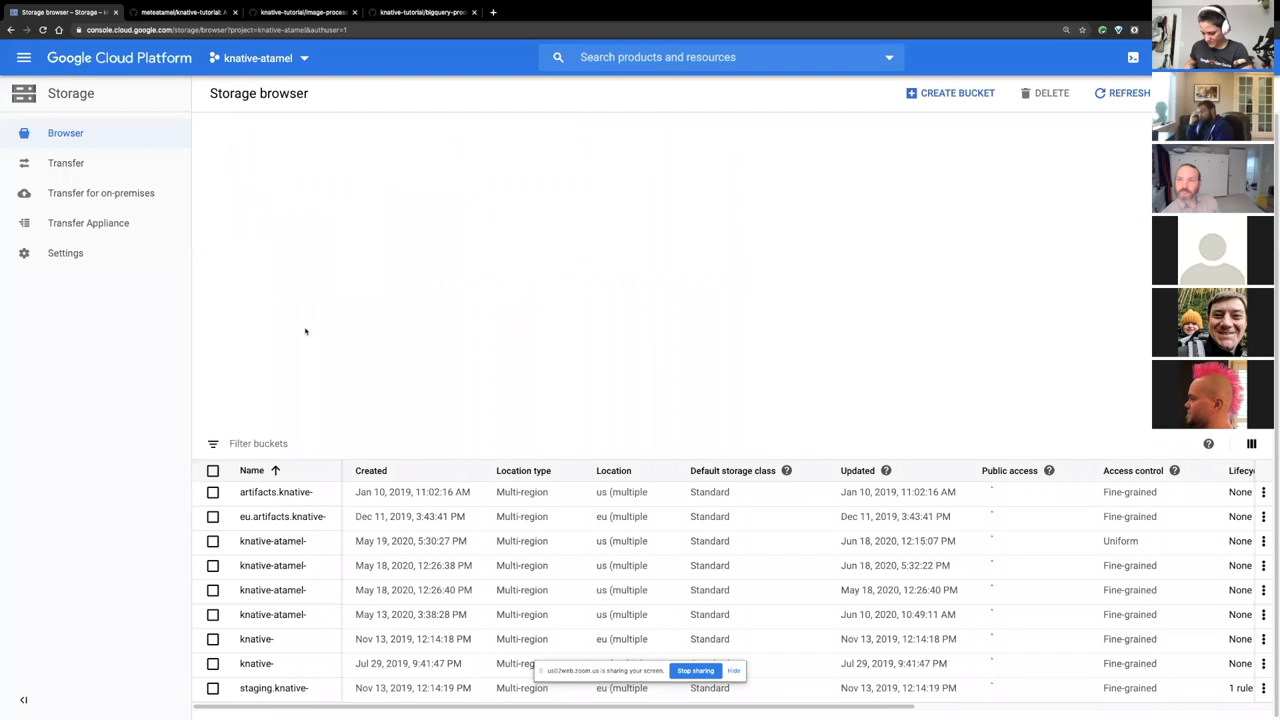 Storage browser - Storage - k
meteatamel/knative-tutorial: A
knative-tutorial/image-proces
knative-tutorial/bigquery-proc
console.cloud.google.com/storage/browser?project=knative-atamel&authuser=1
Google Cloud Platform knative-atamel Search products and resources
Storage
Storage browser CREATE BUCKET DELETE REFRESH
Browser
Transfer
Transfer for on-premises
Transfer Appliance
Settings
Filter buckets
Name Created Location type Location Default storage class Updated Public access Access control Lifecy
artifacts.knative- Jan 10, 2019, 11:02:16 AM Multi-region us (multiple Standard Jan 10, 2019, 11:02:16 AM Fine-grained None
eu.artifacts.knative- Dec 11, 2019, 3:43:41 PM Multi-region eu (multiple Standard Dec 11, 2019, 3:43:41 PM Fine-grained None
knative-atamel- May 19, 2020, 5:30:27 PM Multi-region us (multiple Standard Jun 18, 2020, 12:15:07 PM Uniform None
knative-atamel- May 18, 2020, 12:26:38 PM Multi-region us (multiple Standard Jun 18, 2020, 5:32:22 PM Fine-grained None
knative-atamel- May 18, 2020, 12:26:40 PM Multi-region us (multiple Standard May 18, 2020, 12:26:40 PM Fine-grained None
knative-atamel- May 13, 2020, 3:38:28 PM Multi-region us (multiple Standard Jun 10, 2020, 10:49:11 AM Fine-grained None
knative- Nov 13, 2019, 12:14:18 PM Multi-region eu (multiple Standard Nov 13, 2019, 12:14:18 PM Fine-grained None
knative- Jul 29, 2019, 9:41:47 PM Multi-reg Jul 29, 2019, 9:41:47 PM Fine-grained None
us02web.zoom.us is sharing your screen. Stop sharing Hide
staging.knative- Nov 13, 2019, 12:14:19 PM Multi-region eu (multiple Standard Nov 13, 2019, 12:14:19 PM Fine-grained 1 rule